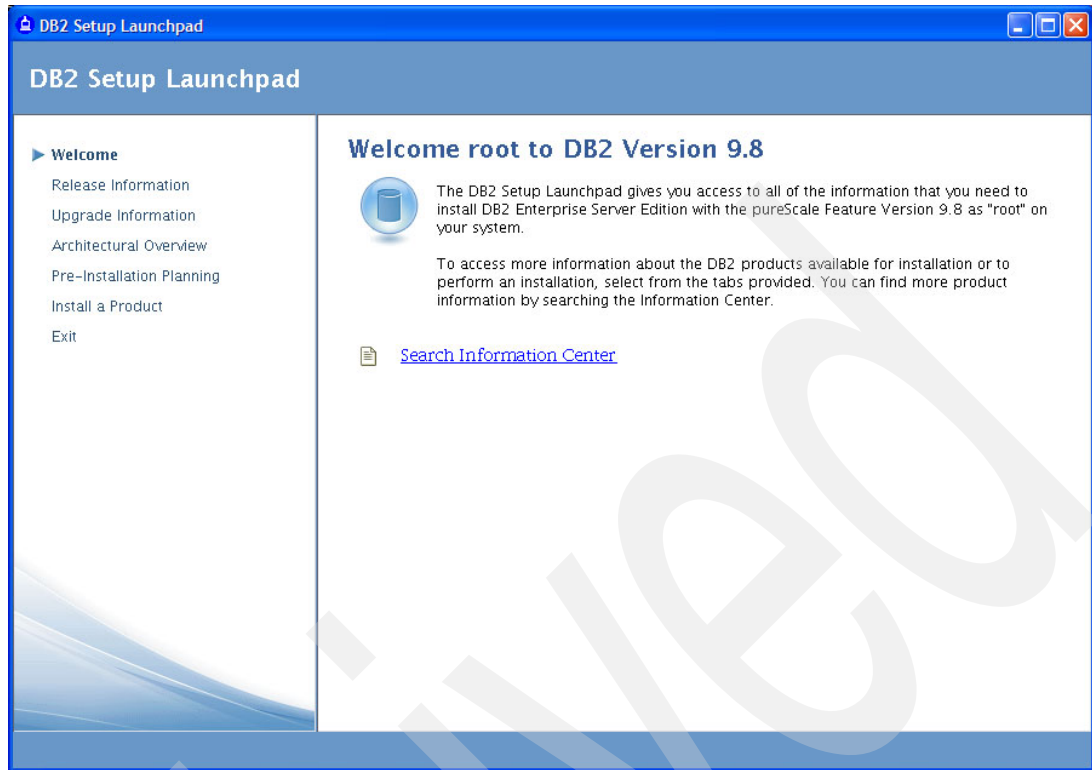 DB2 Setup Launchpad
DB2 Setup Launchpad
Welcome
Release Information
Upgrade Information
Architectural Overview
Pre-Installation Planning
Install a Product
Exit
Welcome root to DB2 Version 9.8
The DB2 Setup Launchpad gives you access to all of the information that you need to
install DB2 Enterprise Server Edition with the pureScale Feature Version 9.8 as "root" on
your system.
To access more information about the DB2 products available for installation or to
perform an installation, select from the tabs provided. You can find more product
information by searching the Information Center.
Search Information Center
ived